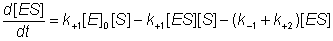 d[ES]/dt = k₊₁[E]₀[S] − k₊₁[ES][S] − (k₋₁ + k₊₂)[ES]